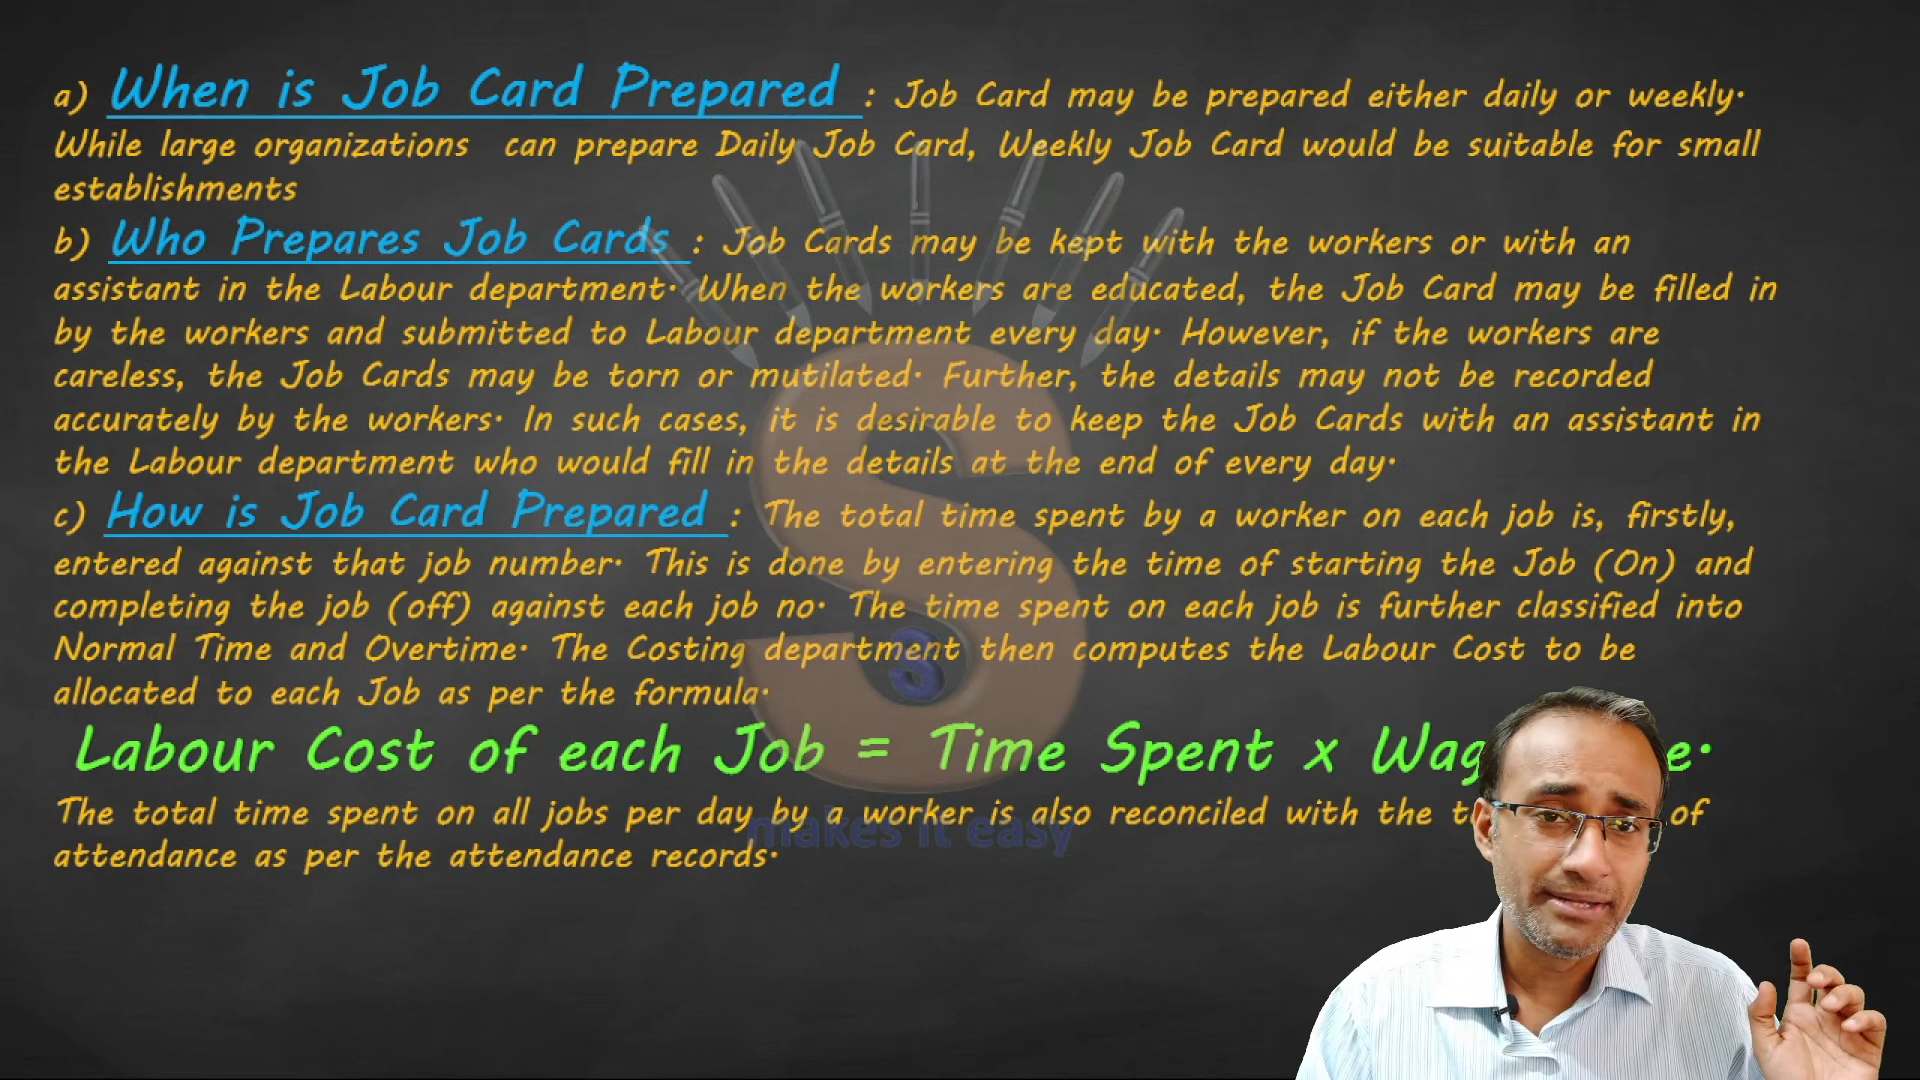 a) When is Job Card Prepared : Job Card may be prepared either daily or weekly.
While large organizations can prepare Daily Job Card, Weekly Job Card would be suitable for small
establishments
b) Who Prepares Job Cards : Job Cards may be kept with the workers or with an
assistant in the Labour department. When the workers are educated, the Job Card may be filled in
by the workers and submitted to Labour department every day. However, if the workers are
careless, the Job Cards may be torn or mutilated. Further, the details may not be recorded
accurately by the workers. In such cases, it is desirable to keep the Job Cards with an assistant in
the Labour department who would fill in the details at the end of every day.
c) How is Job Card Prepared : The total time spent by a worker on each job is, firstly,
entered against that job number. This is done by entering the time of starting the Job (On) and
completing the job (off) against each job no. The time spent on each job is further classified into
Normal Time and Overtime. The Costing department then computes the Labour Cost to be
allocated to each Job as per the formula.
Labour Cost of each Job = Time Spent x
The total time spent on all jobs per day by a worker is also reconciled with the of
attendance as per the attendance records.
S
3
makes it easy